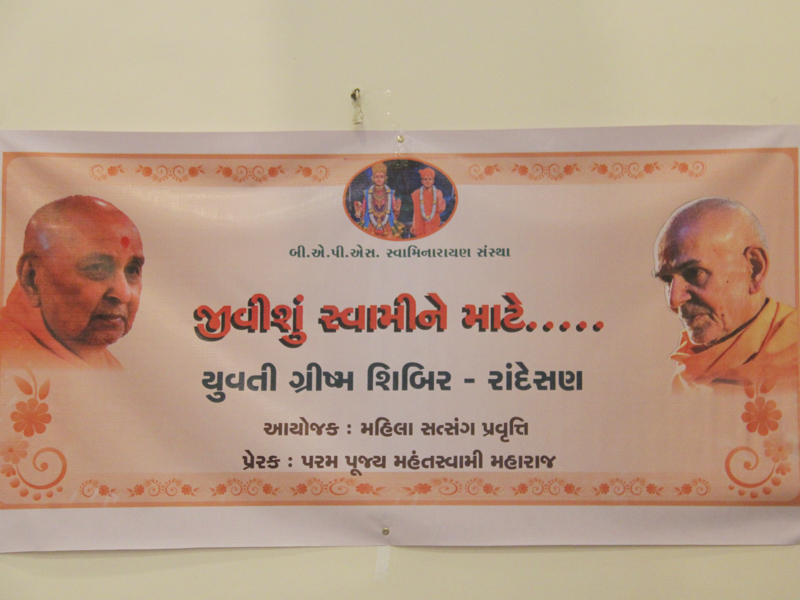 બી.એ.પી.એસ. સ્વામિનારાયણ સંસ્થા
જીવીશું સ્વામીને માટે.....
યુવતી ગ્રીષ્મ શિબિર - રાંદેસણ
આયોજક : મહિલા સત્સંગ પ્રવૃત્તિ
પ્રેરક : પરમ પૂજ્ય મહંતસ્વામી મહારાજ